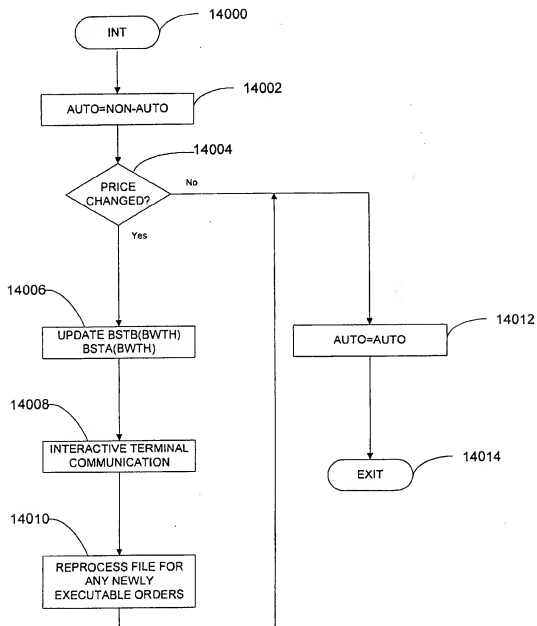 14000
INT
14002
AUTO=NON-AUTO
14004
PRICE
CHANGED?
No
Yes
14006
UPDATE BSTB(BWTH)
BSTA(BWTH)
14012
AUTO=AUTO
14008
INTERACTIVE TERMINAL
COMMUNICATION
14014
EXIT
14010
REPROCESS FILE FOR
ANY NEWLY
EXECUTABLE ORDERS